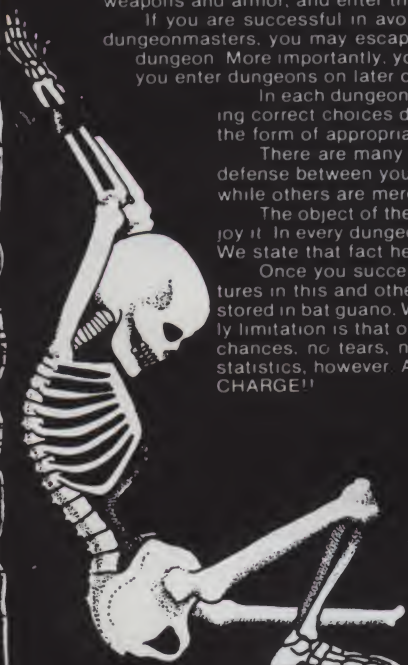 weapons and armor, and enter th
If you are successful in avo
dungeonmasters, you may escap
dungeon More importantly, yo
you enter dungeons on later o
In each dungeon
ing correct choices d
the form of appropria
There are many
defense between you
while others are mere
The object of the
joy it In every dungeo
We state that fact he
Once you succe
tures in this and othe
stored in bat guano. W
ly limitation is that o
chances, no tears, n
statistics, however A
CHARGE!!